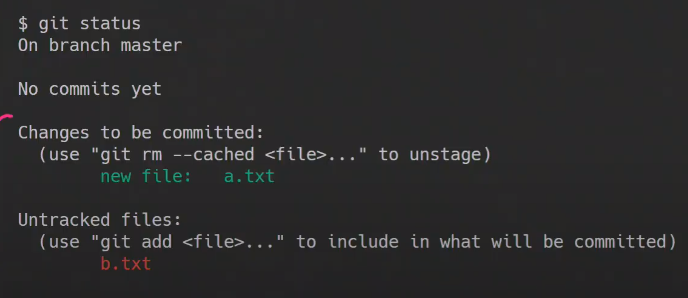 $ git status
On branch master
No commits yet
Changes to be committed:
(use "git rm --cached <file>..." to unstage)
new file:   a.txt
Untracked files:
(use "git add <file>..." to include in what will be committed)
b.txt